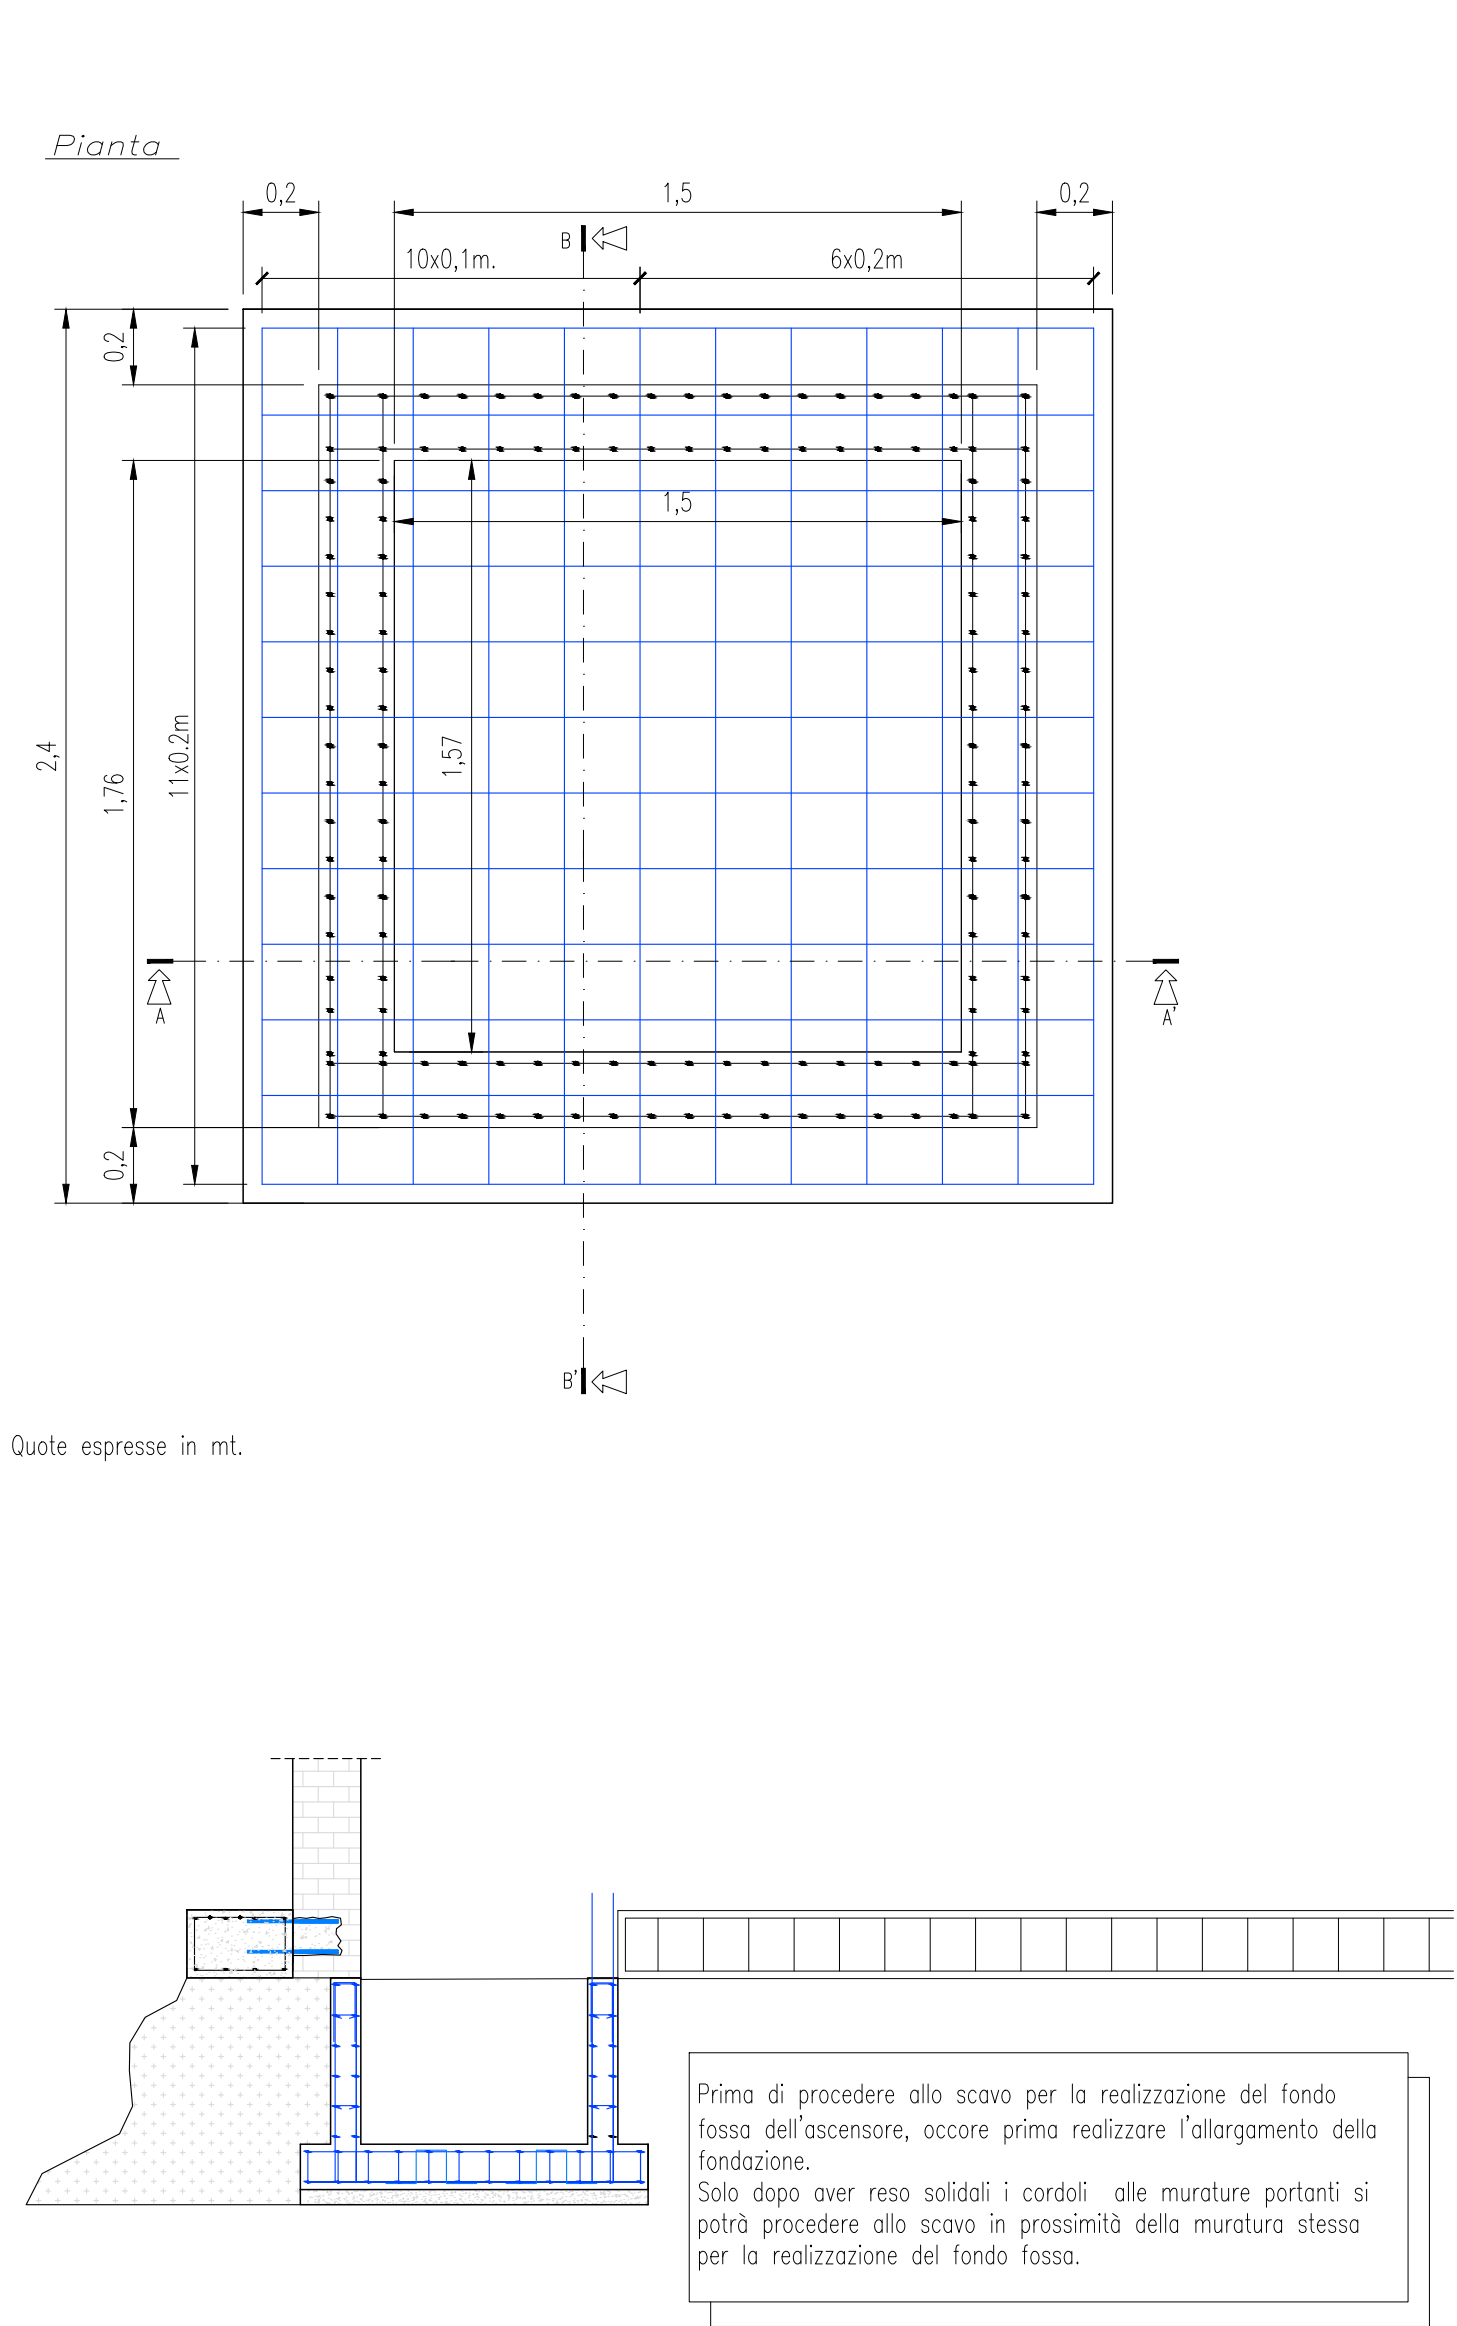 Pianta
0,2
1,5
0,2
B
10x0,1m.
6x0,2m
0,2
1,5
2,4
1,76
11x0.2m
1,57
A
A'
0,2
B'
Quote espresse in mt.
Prima di procedere allo scavo per la realizzazione del fondo
fossa dell'ascensore, occore prima realizzare l'allargamento della
fondazione.
Solo dopo aver reso solidali i cordoli alle murature portanti si
potrà procedere allo scavo in prossimità della muratura stessa
per la realizzazione del fondo fossa.